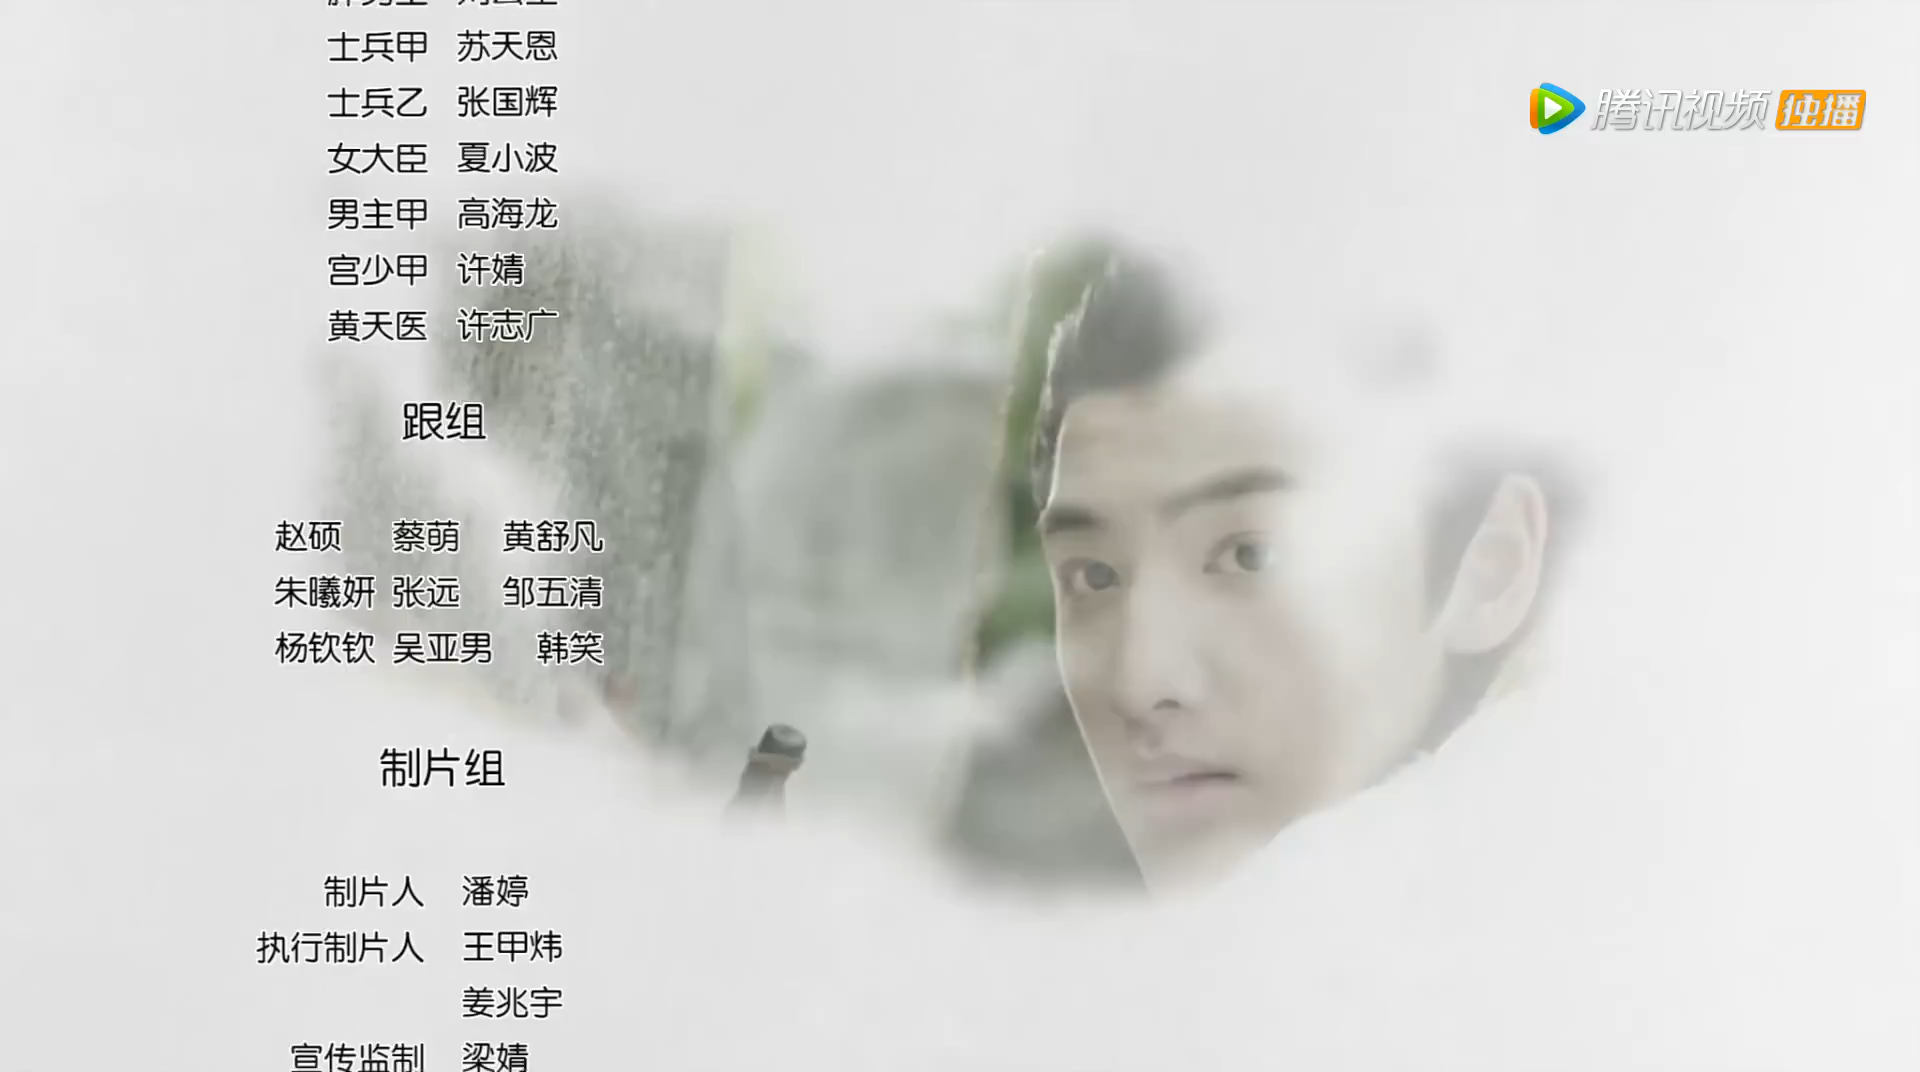 士兵甲 苏天恩
士兵乙 张国辉
女大臣 夏小波
男主甲 高海龙
宫少甲 许婧
黄天医 许志广
跟组
赵硕 蔡萌 黄舒凡
朱曦妍 张远 邹五清
杨钦钦 吴亚男 韩笑
制片组
制片人 潘婷
执行制片人 王甲炜
姜兆宇
宣传监制 梁婧
腾讯视频 独播